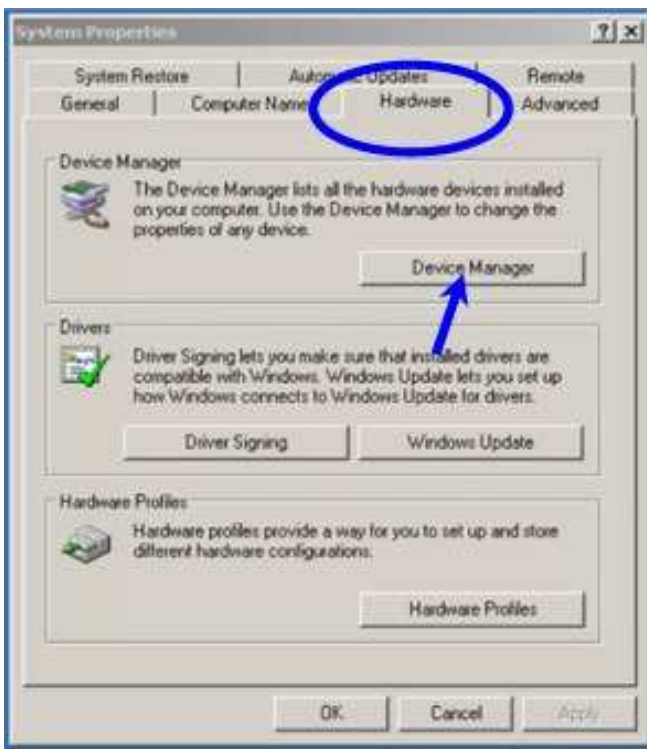 System Properties
System Restore Automatic Updates Remote
General Computer Name Hardware Advanced
Device Manager
The Device Manager lists all the hardware devices installed
on your computer. Use the Device Manager to change the
properties of any device.
Device Manager
Drivers
Driver Signing lets you make sure that installed drivers are
compatible with Windows. Windows Update lets you set up
how Windows connects to Windows Update for drivers.
Driver Signing Windows Update
Hardware Profiles
Hardware profiles provide a way for you to set up and store
different hardware configurations.
Hardware Profiles
OK Cancel Apply